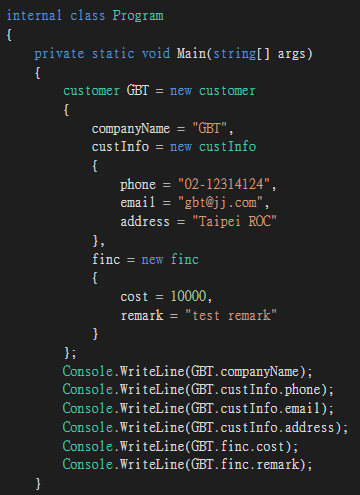 internal class Program
{
    private static void Main(string[] args)
    {
        customer GBT = new customer
        {
            companyName = "GBT",
            custInfo = new custInfo
            {
                phone = "02-12314124",
                email = "gbt@jj.com",
                address = "Taipei ROC"
            },
            finc = new finc
            {
                cost = 10000,
                remark = "test remark"
            }
        };
        Console.WriteLine(GBT.companyName);
        Console.WriteLine(GBT.custInfo.phone);
        Console.WriteLine(GBT.custInfo.email);
        Console.WriteLine(GBT.custInfo.address);
        Console.WriteLine(GBT.finc.cost);
        Console.WriteLine(GBT.finc.remark);
    }